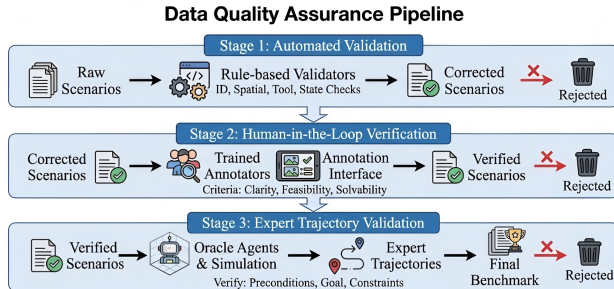 Data Quality Assurance Pipeline
Stage 1: Automated Validation
Raw
Scenarios
Rule-based Validators
ID, Spatial, Tool, State Checks
Corrected
Scenarios
Rejected
Stage 2: Human-in-the-Loop Verification
Corrected
Scenarios
Trained
Annotators
Annotation
Interface
Criteria: Clarity, Feasibility, Solvability
Verified
Scenarios
Rejected
Stage 3: Expert Trajectory Validation
Verified
Scenarios
Oracle Agents
& Simulation
Expert
Trajectories
Verify: Preconditions, Goal, Constraints
Final
Benchmark
Rejected